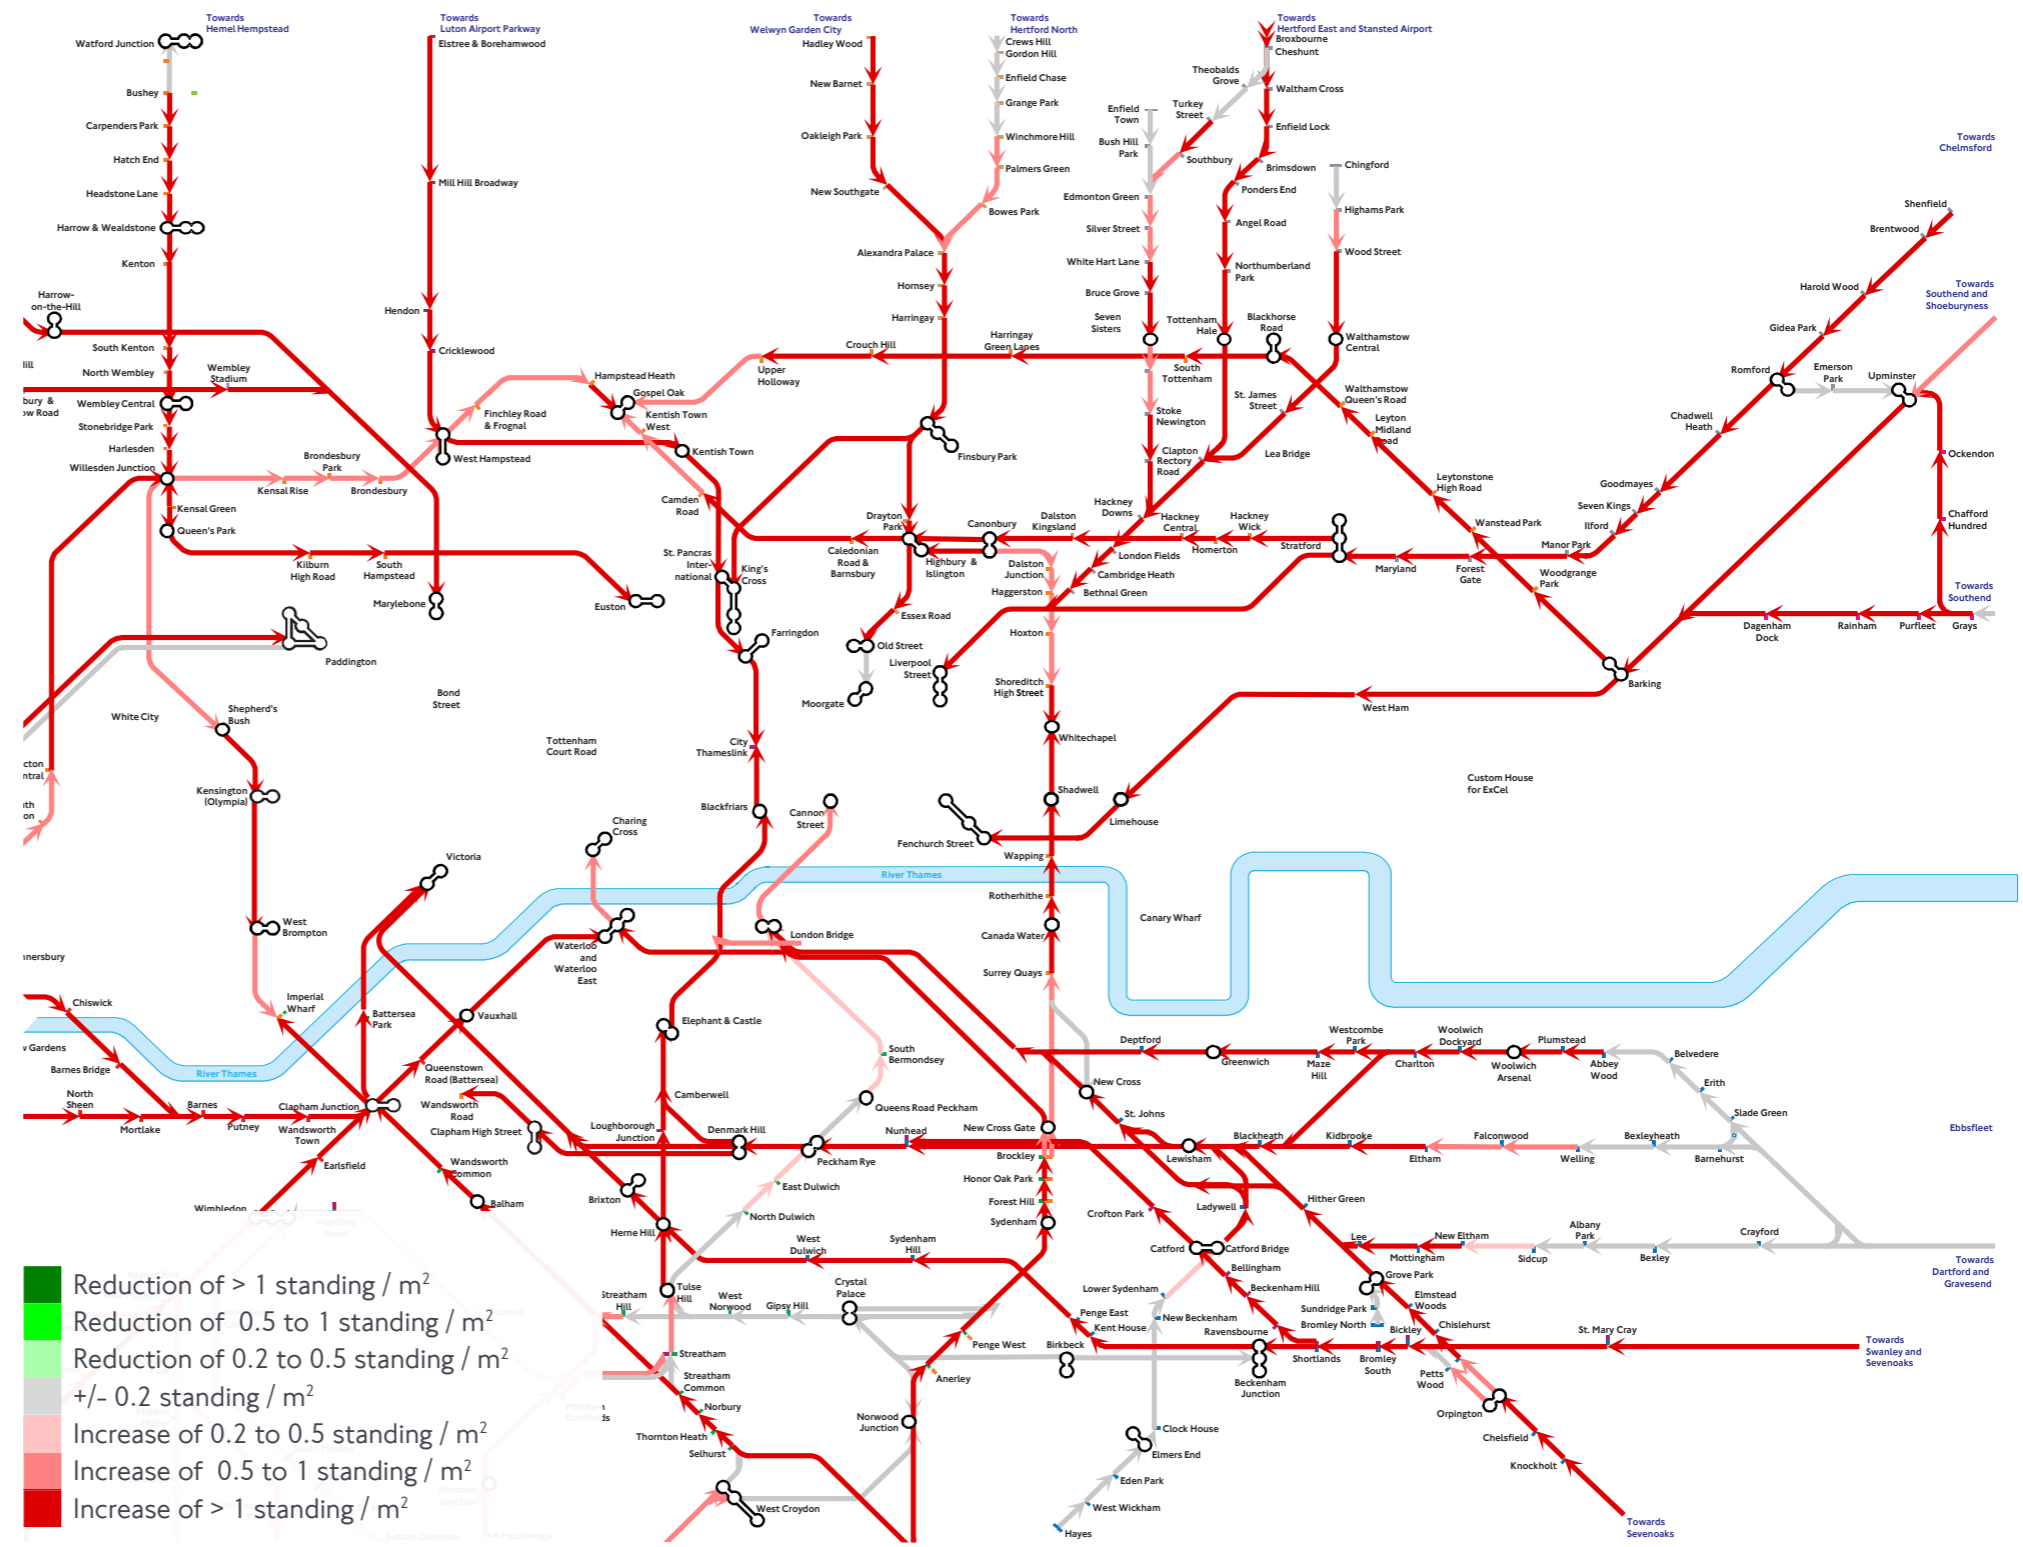 Towards
Hemel Hempstead
Towards
Luton Airport Parkway
Towards
Welwyn Garden City
Towards
Hertford North
Towards
Hertford East and Stansted Airport
Watford Junction
Elstree & Borehamwood
Hadley Wood
Crews Hill
Gordon Hill
Broxbourne
Cheshunt
Bushey
New Barnet
Enfield Chase
Theobalds
Grove
Waltham Cross
Carpenders Park
Oakleigh Park
Grange Park
Enfield
Town
Turkey
Street
Enfield Lock
Hatch End
Winchmore Hill
Bush Hill
Park
Southbury
Brimsdown
Chingford
Towards
Chelmsford
Headstone Lane
Mill Hill Broadway
New Southgate
Palmers Green
Edmonton Green
Ponders End
Harrow & Wealdstone
Bowes Park
Silver Street
Angel Road
Highams Park
Shenfield
Brentwood
Kenton
Alexandra Palace
White Hart Lane
Northumberland
Park
Wood Street
Harrow-
on-the-Hill
Hendon
Hornsey
Bruce Grove
Harold Wood
Towards
Southend and
Shoeburyness
South Kenton
Cricklewood
Harringay
Harringay
Green Lanes
Seven
Sisters
Tottenham
Hale
Blackhorse
Road
Walthamstow
Central
Gidea Park
North Wembley
Wembley
Stadium
Hampstead Heath
Upper
Holloway
Crouch Hill
South
Tottenham
Romford
Emerson
Park
Upminster
Wembley Central
Gospel Oak
St. James
Street
Walthamstow
Queen's Road
Stonebridge Park
Finchley Road
& Frognal
Kentish Town
West
Stoke
Newington
Leyton
Midland
Road
Chadwell
Heath
Harlesden
West Hampstead
Kentish Town
Finsbury Park
Clapton
Rectory
Road
Lea Bridge
Ockendon
Willesden Junction
Brondesbury
Park
Kensal Rise
Brondesbury
Camden
Road
Hackney
Downs
Leytonstone
High Road
Goodmayes
Kensal Green
Queen's Park
Drayton
Park
Canonbury
Dalston
Kingsland
Hackney
Central
Hackney
Wick
Homerton
Stratford
Wanstead Park
Seven Kings
Ilford
Chafford
Hundred
Kilburn
High Road
South
Hampstead
St. Pancras
Inter-
national
King's
Cross
Caledonian
Road &
Barnsbury
Highbury &
Islington
Dalston
Junction
London Fields
Maryland
Forest
Gate
Manor Park
Woodgrange
Park
Marylebone
Euston
Haggerston
Cambridge Heath
Bethnal Green
Towards
Southend
Paddington
Farringdon
Essex Road
Old Street
Hoxton
Dagenham
Dock
Rainham
Purfleet
Grays
Bond
Street
Moorgate
Liverpool
Street
Shoreditch
High Street
Barking
White City
Shepherd's
Bush
Tottenham
Court Road
City
Thameslink
Whitechapel
West Ham
Kensington
(Olympia)
Blackfriars
Cannon
Street
Shadwell
Limehouse
Custom House
for ExCel
Charing
Cross
Fenchurch Street
Wapping
Victoria
River Thames
Rotherhithe
West
Brompton
Waterloo
and
Waterloo
East
London Bridge
Canada Water
Canary Wharf
Chiswick
Imperial
Wharf
Battersea
Park
Vauxhall
Elephant & Castle
Surrey Quays
Barnes Bridge
River Thames
Queenstown
Road (Battersea)
South
Bermondsey
Deptford
Greenwich
Maze
Hill
Westcombe
Park
Charlton
Woolwich
Dockyard
Woolwich
Arsenal
Plumstead
Abbey
Wood
Belvedere
North
Sheen
Mortlake
Barnes
Putney
Wandsworth
Town
Clapham Junction
Wandsworth
Road
Camberwell
Queens Road Peckham
New Cross
Erith
Slade Green
Clapham High Street
Loughborough
Junction
Denmark Hill
Peckham Rye
Nunhead
New Cross Gate
St. Johns
Lewisham
Blackheath
Kidbrooke
Eltham
Falconwood
Welling
Bexleyheath
Barnehurst
Ebbsfleet
Earlsfield
Wandsworth
Common
Brockley
Brixton
East Dulwich
Honor Oak Park
Wimbledon
Balham
North Dulwich
Forest Hill
Crofton Park
Ladywell
Hither Green
Herne Hill
West
Dulwich
Sydenham
Hill
Sydenham
Catford
Catford Bridge
Lee
Mottingham
New Eltham
Sidcup
Albany
Park
Bexley
Crayford
Towards
Dartford and
Gravesend
Reduction of > 1 standing / m2
Reduction of 0.5 to 1 standing / m2
Reduction of 0.2 to 0.5 standing / m2
+/- 0.2 standing / m2
Increase of 0.2 to 0.5 standing / m2
Increase of 0.5 to 1 standing / m2
Increase of > 1 standing / m2
Tulse
Hill
Streatham
Hill
West
Norwood
Gipsy Hill
Crystal
Palace
Lower Sydenham
Bellingham
Beckenham Hill
Grove Park
Sundridge Park
Bromley North
Elmstead
Woods
Penge East
Kent House
New Beckenham
Ravensbourne
Bickley
Chislehurst
St. Mary Cray
Towards
Swanley and
Sevenoaks
Streatham
Penge West
Birkbeck
Beckenham
Junction
Shortlands
Bromley
South
Petts
Wood
Streatham
Common
Anerley
Norbury
Norwood
Junction
Orpington
Thornton Heath
Clock House
Chelsfield
Selhurst
Elmers End
Knockholt
Eden Park
West Croydon
West Wickham
Hayes
Towards
Sevenoaks